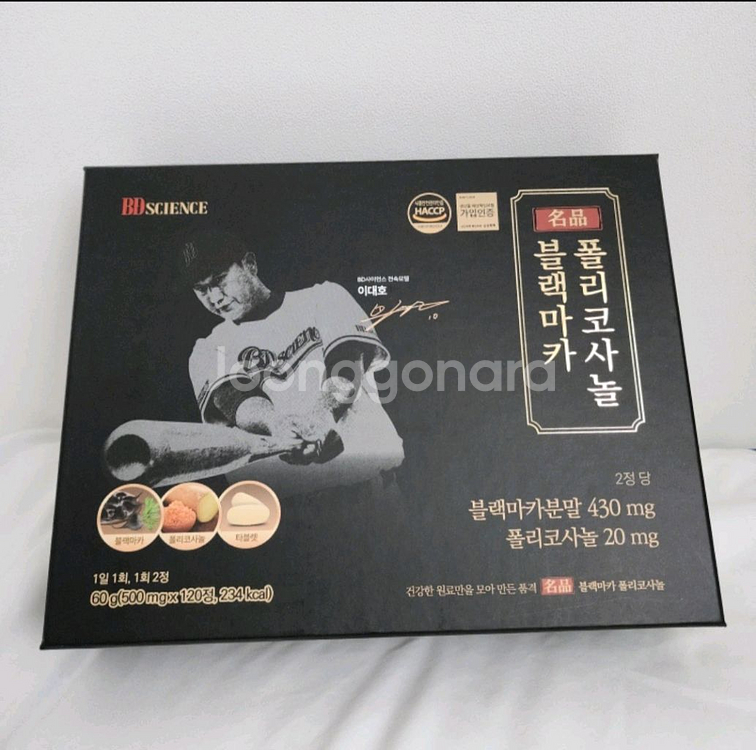 BDSCIENCE
HACCP
가입인증
名品
폴리코사놀
블랙마카
BD사이언스 전속모델
이대호
10
BDscience
joonggonara
2정 당
블랙마카분말 430 mg
폴리코사놀 20 mg
블랙마카
폴리코사놀
타블렛
1일 1회, 1회 2정
60 g(500 mg x 120정, 234 kcal)
건강한 원료만을 모아 만든 품격 名品 블랙마카 폴리코사놀